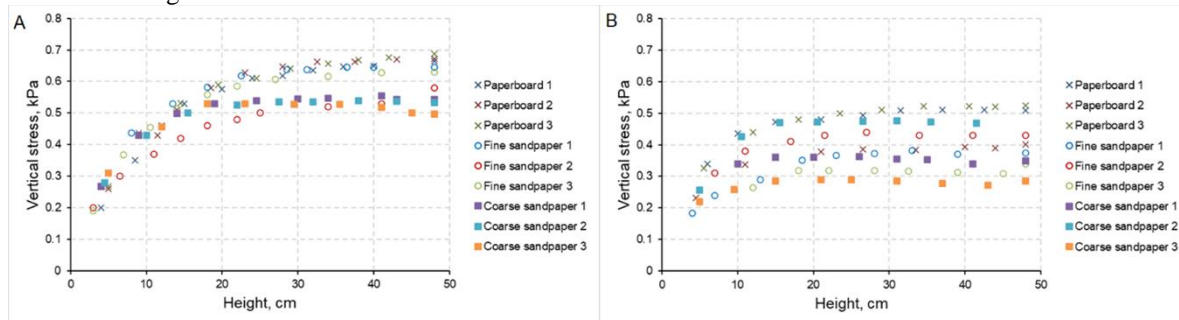 A
0.8
0.7
0.6
0.5
0.4
0.3
0.2
0.1
0
0 10 20 30 40 50
Vertical stress, kPa
Height, cm
Paperboard 1
Paperboard 2
Paperboard 3
Fine sandpaper 1
Fine sandpaper 2
Fine sandpaper 3
Coarse sandpaper 1
Coarse sandpaper 2
Coarse sandpaper 3
B
0.8
0.7
0.6
0.5
0.4
0.3
0.2
0.1
0
0 10 20 30 40 50
Vertical stress, kPa
Height, cm
Paperboard 1
Paperboard 2
Paperboard 3
Fine sandpaper 1
Fine sandpaper 2
Fine sandpaper 3
Coarse sandpaper 1
Coarse sandpaper 2
Coarse sandpaper 3